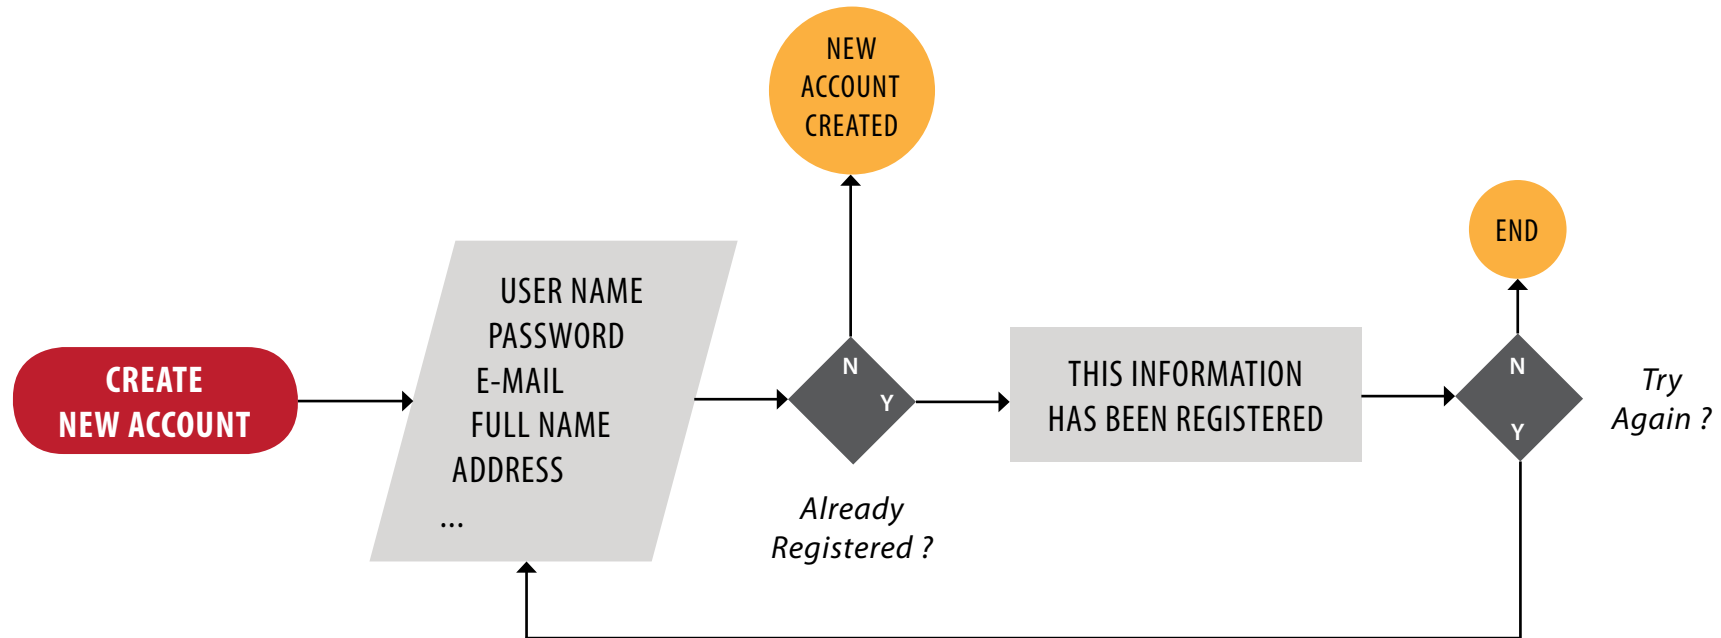 CREATE
NEW ACCOUNT
USER NAME
PASSWORD
E-MAIL
FULL NAME
ADDRESS
...
NEW
ACCOUNT
CREATED
N
Y
Already
Registered ?
THIS INFORMATION
HAS BEEN REGISTERED
END
N
Y
Try
Again ?